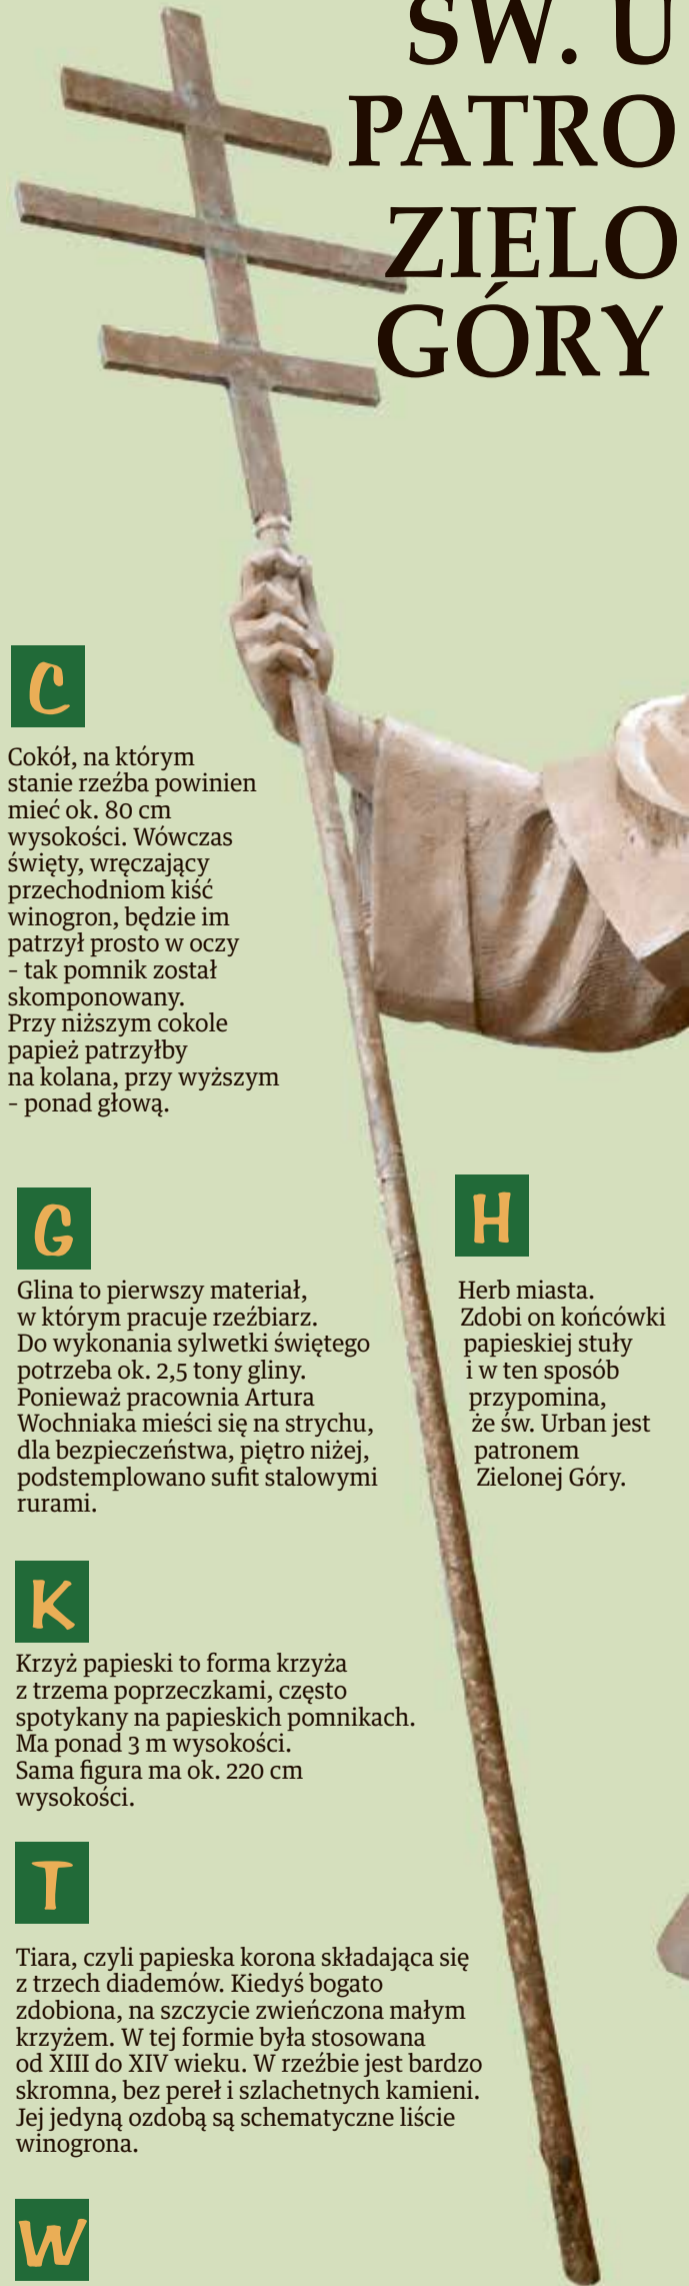 ŚW. U
PATRO
ZIELO
GÓRY
C
Cokół, na którym
stanie rzeźba powinien
mieć ok. 80 cm
wysokości. Wówczas
święty, wręczający
przechodniom kiść
winogron, będzie im
patrzył prosto w oczy
– tak pomnik został
skomponowany.
Przy niższym cokole
papież patrzyłby
na kolana, przy wyższym
– ponad głową.
G
Glina to pierwszy materiał,
w którym pracuje rzeźbiarz.
Do wykonania sylwetki świętego
potrzeba ok. 2,5 tony gliny.
Ponieważ pracownia Artura
Wochniaka mieści się na strychu,
dla bezpieczeństwa, piętro niżej,
podstemplowano sufit stalowymi
rurami.
H
Herb miasta.
Zdobi on końcówki
papieskiej stuły
i w ten sposób
przypomina,
że św. Urban jest
patronem
Zielonej Góry.
K
Krzyż papieski to forma krzyża
z trzema poprzeczkami, często
spotykany na papieskich pomnikach.
Ma ponad 3 m wysokości.
Sama figura ma ok. 220 cm
wysokości.
T
Tiara, czyli papieska korona składająca się
z trzech diademów. Kiedyś bogato
zdobiona, na szczycie zwieńczona małym
krzyżem. W tej formie była stosowana
od XIII do XIV wieku. W rzeźbie jest bardzo
skromna, bez pereł i szlachetnych kamieni.
Jej jedyną ozdobą są schematyczne liście
winogrona.
W